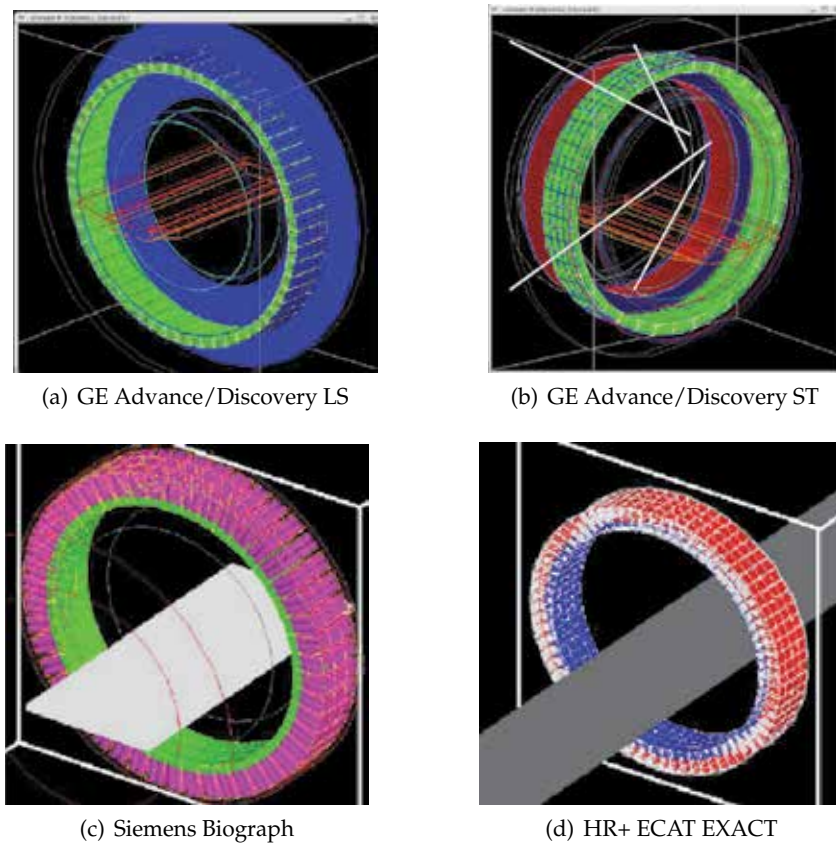 (a) GE Advance/Discovery LS
(b) GE Advance/Discovery ST
(c) Siemens Biograph
(d) HR+ ECAT EXACT